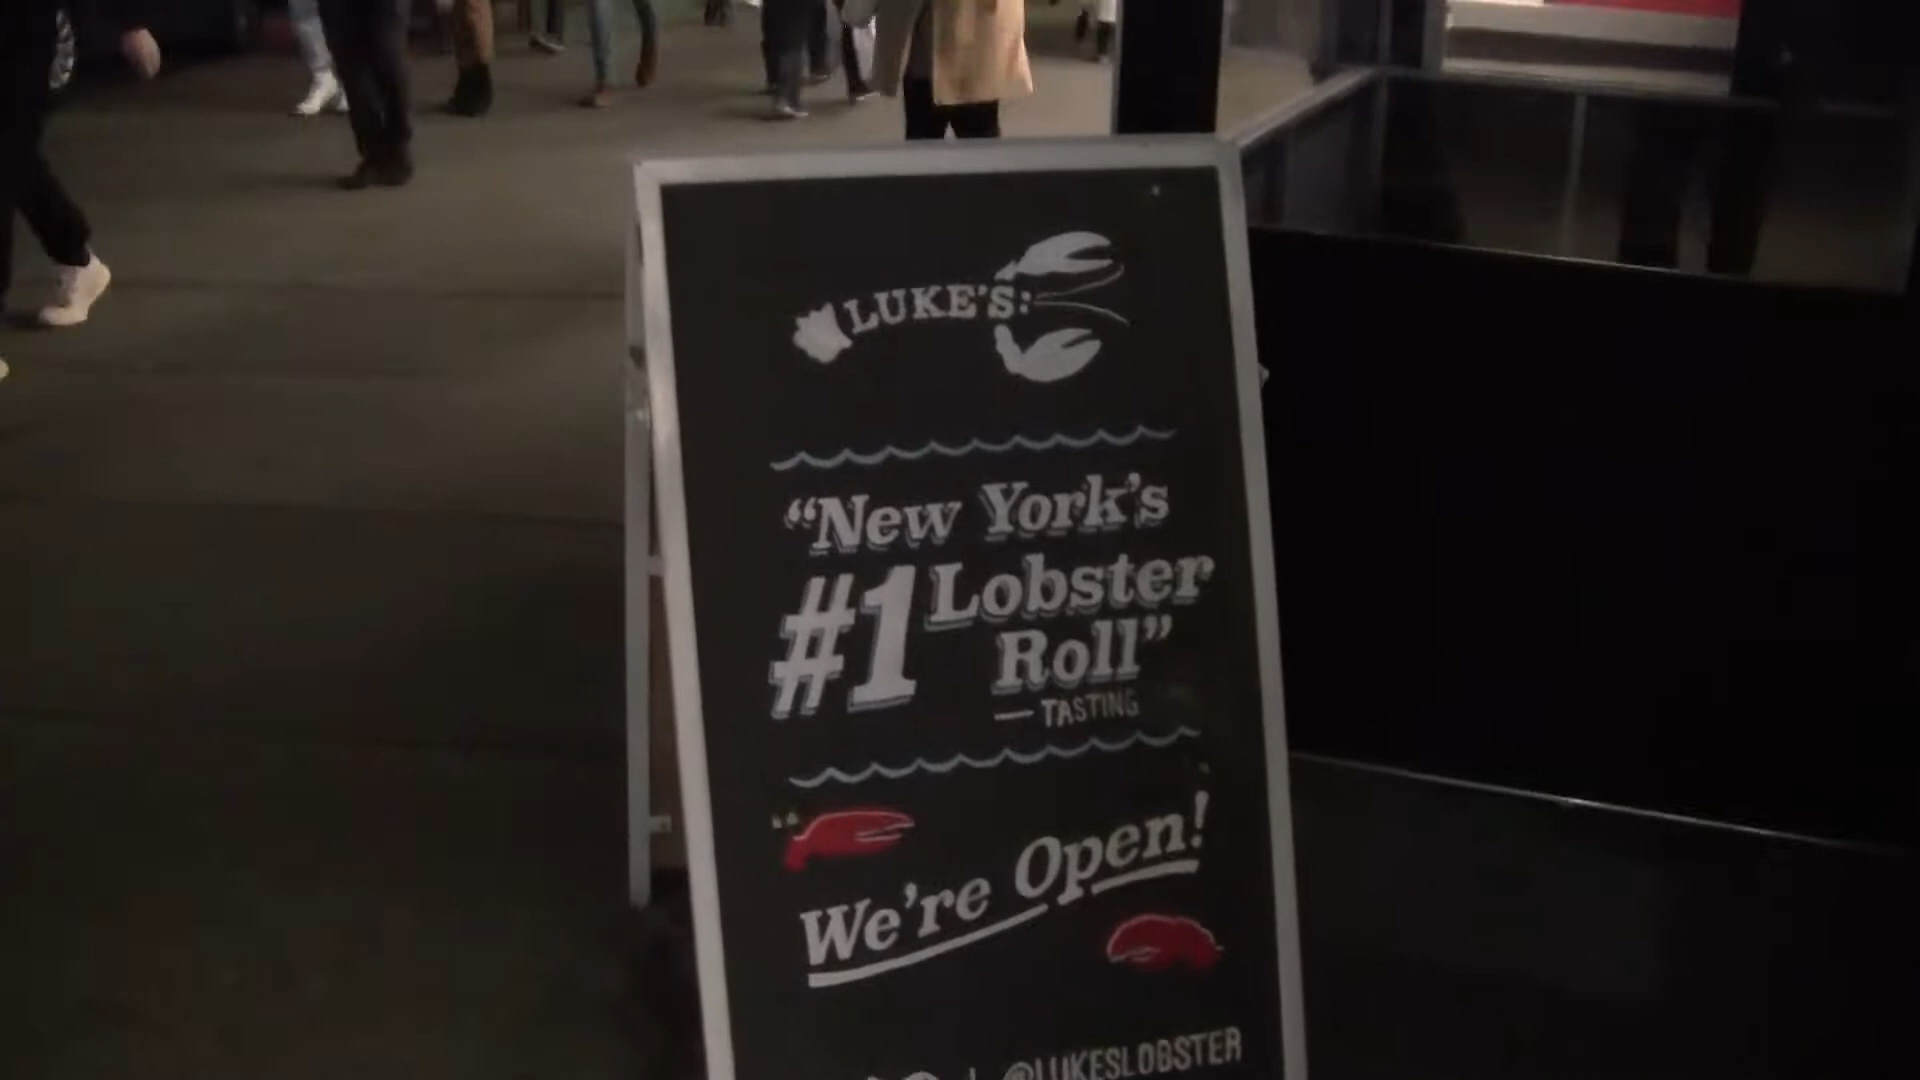 LUKE'S:
“New York's
#1 Lobster
Roll”
— TASTING
We're Open!
@LUKESLOBSTER